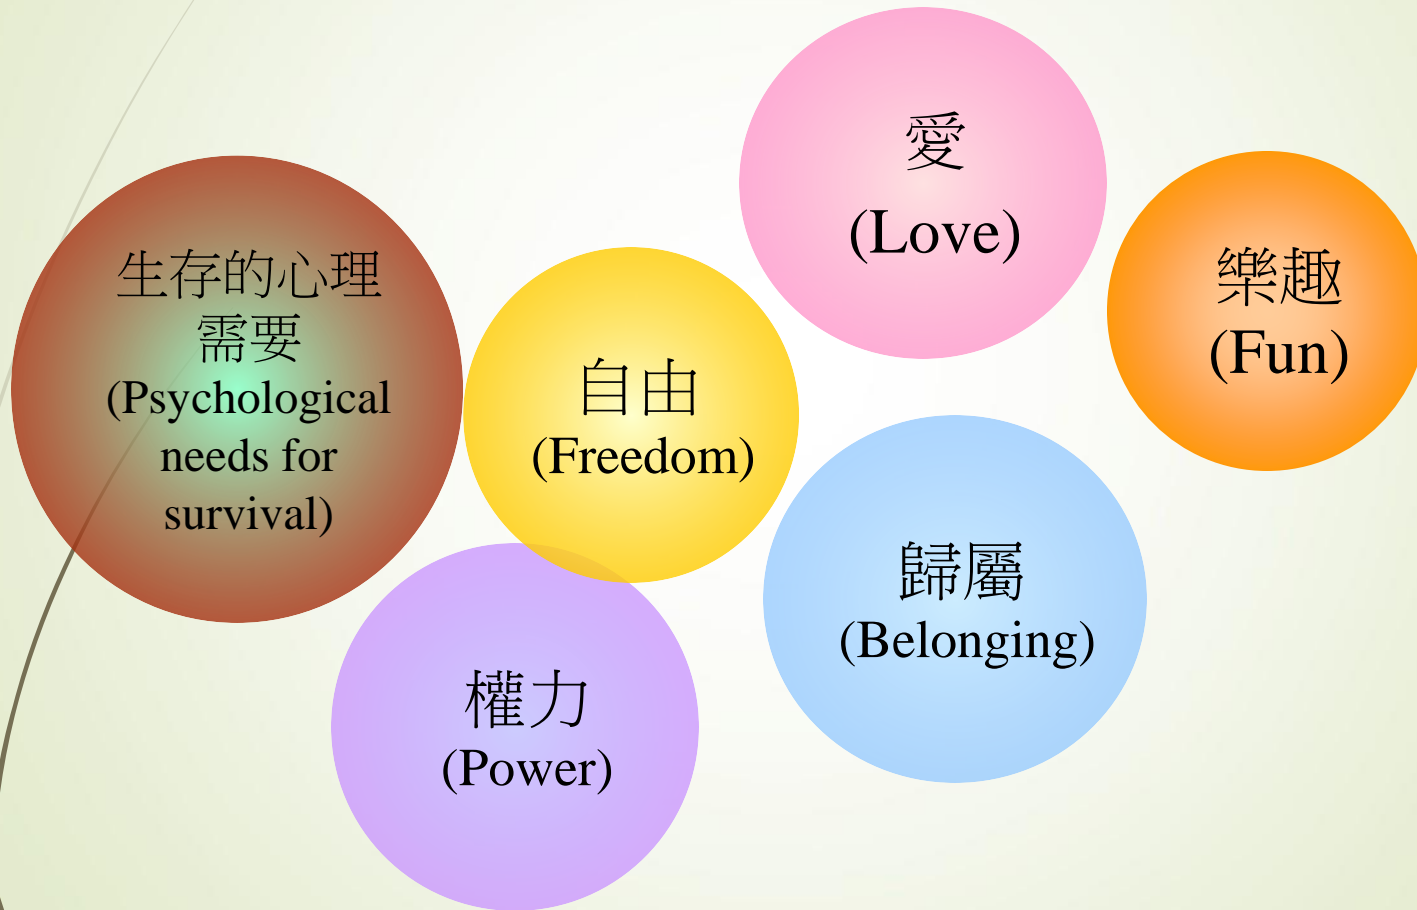 生存的心理
需要
(Psychological
needs for
survival)
自由
(Freedom)
愛
(Love)
樂趣
(Fun)
歸屬
(Belonging)
權力
(Power)